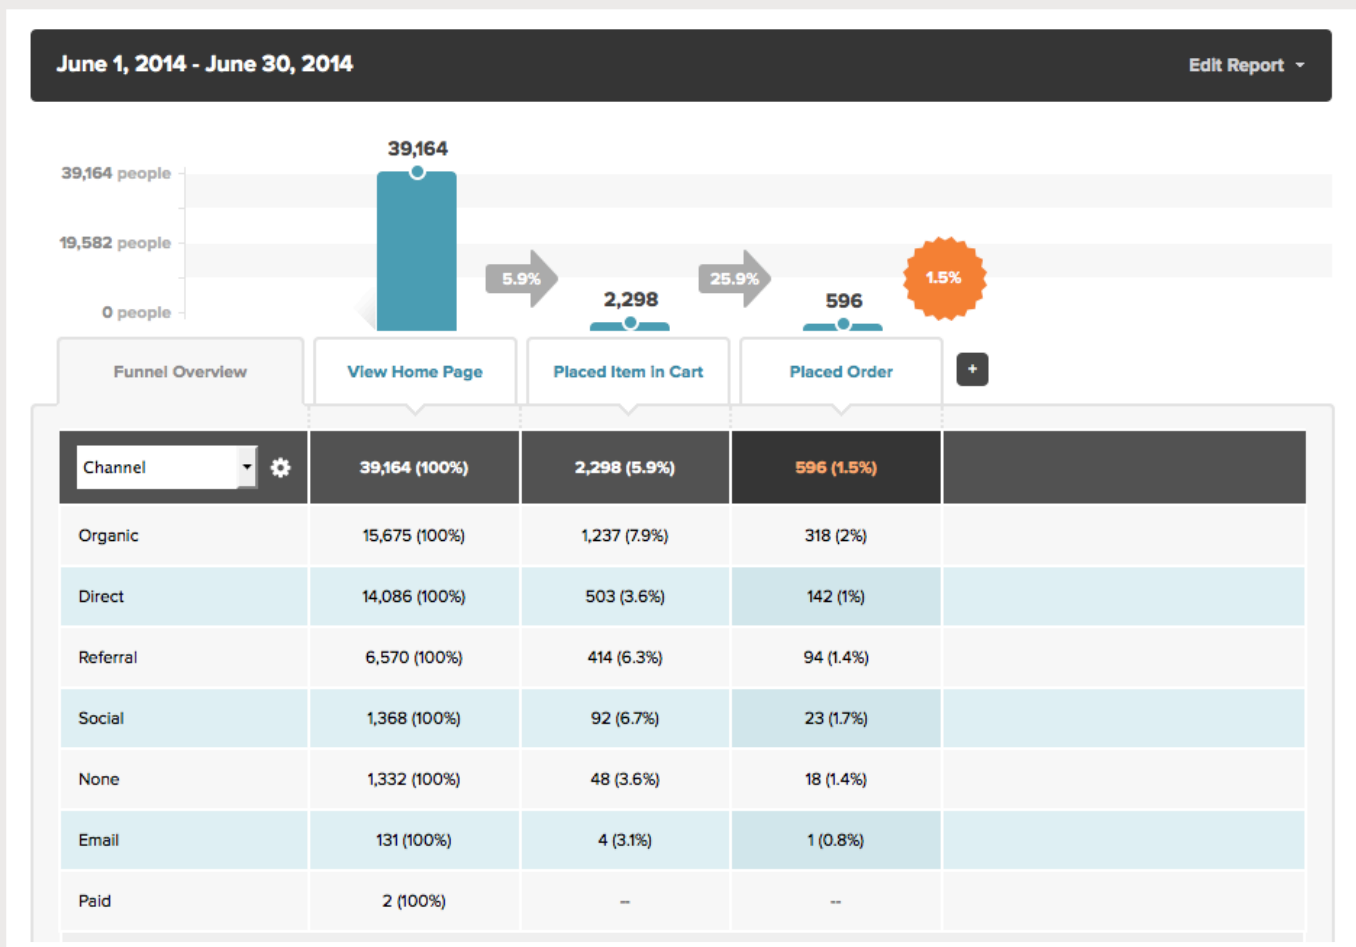 June 1, 2014 - June 30, 2014 Edit Report
39,164
39,164 people
19,582 people
5.9% 25.9% 1.5%
2,298 596
0 people
Funnel Overview View Home Page Placed Item in Cart Placed Order +
Channel 39,164 (100%) 2,298 (5.9%) 596 (1.5%)
Organic 15,675 (100%) 1,237 (7.9%) 318 (2%)
Direct 14,086 (100%) 503 (3.6%) 142 (1%)
Referral 6,570 (100%) 414 (6.3%) 94 (1.4%)
Social 1,368 (100%) 92 (6.7%) 23 (1.7%)
None 1,332 (100%) 48 (3.6%) 18 (1.4%)
Email 131 (100%) 4 (3.1%) 1 (0.8%)
Paid 2 (100%) -- --